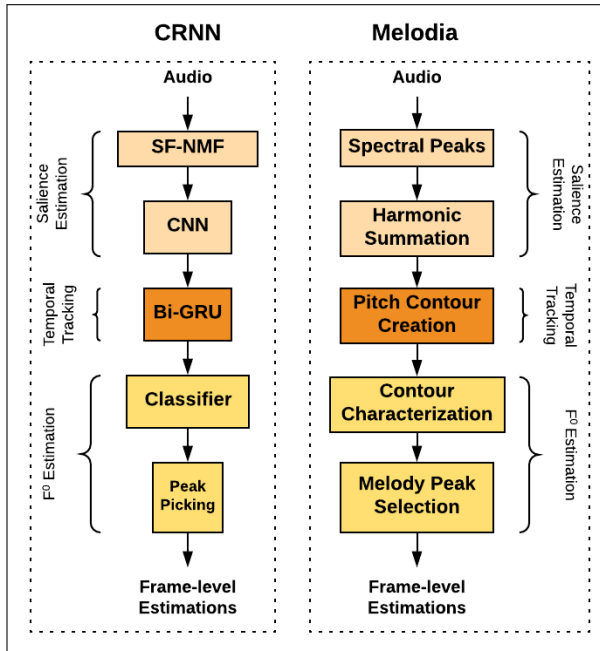 CRNN
Audio
SF-NMF
CNN
Bi-GRU
Classifier
Peak
Picking
Frame-level
Estimations
Salience
Estimation
Temporal
Tracking
F⁰ Estimation
Melodia
Audio
Spectral Peaks
Harmonic
Summation
Pitch Contour
Creation
Contour
Characterization
Melody Peak
Selection
Frame-level
Estimations
Salience
Estimation
Temporal
Tracking
F⁰ Estimation